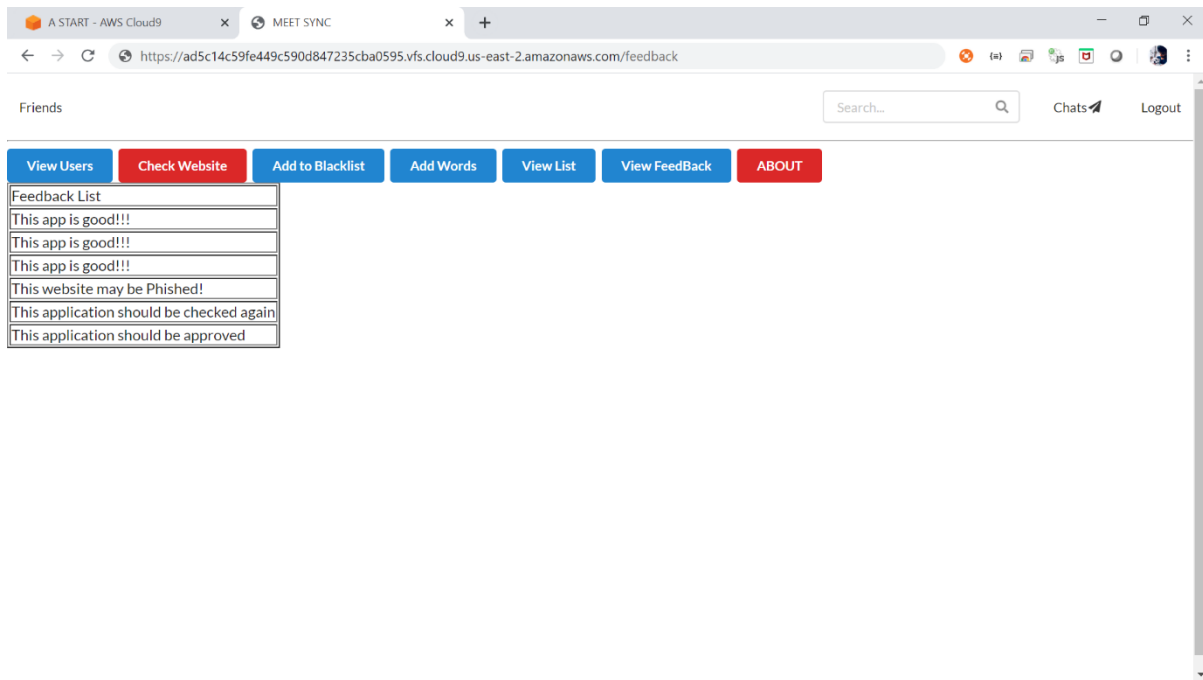 A START - AWS Cloud9
MEET SYNC
https://ad5c14c59fe449c590d847235cba0595.vfs.cloud9.us-east-2.amazonaws.com/feedback
Friends
Search...
Chats
Logout
View Users
Check Website
Add to Blacklist
Add Words
View List
View FeedBack
ABOUT
Feedback List
This app is good!!!
This app is good!!!
This app is good!!!
This website may be Phished!
This application should be checked again
This application should be approved